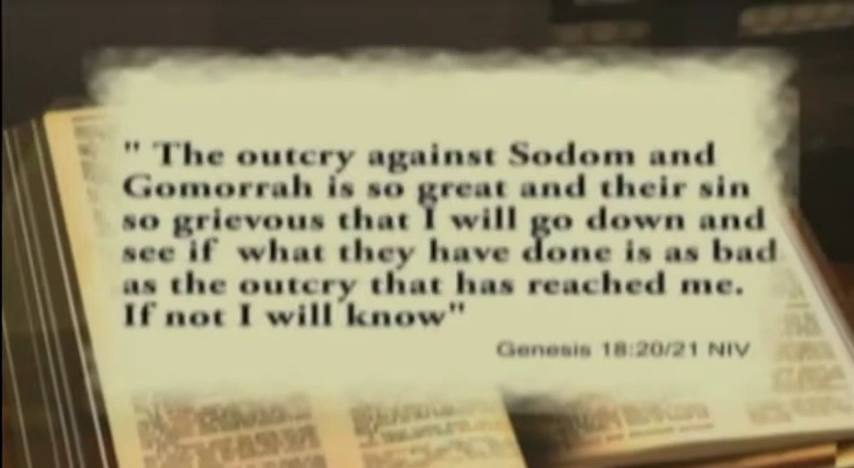 " The outcry against Sodom and
Gomorrah is so great and their sin
so grievous that I will go down and
see if what they have done is as bad
as the outcry that has reached me.
If not I will know"
Genesis 18:20/21 NIV